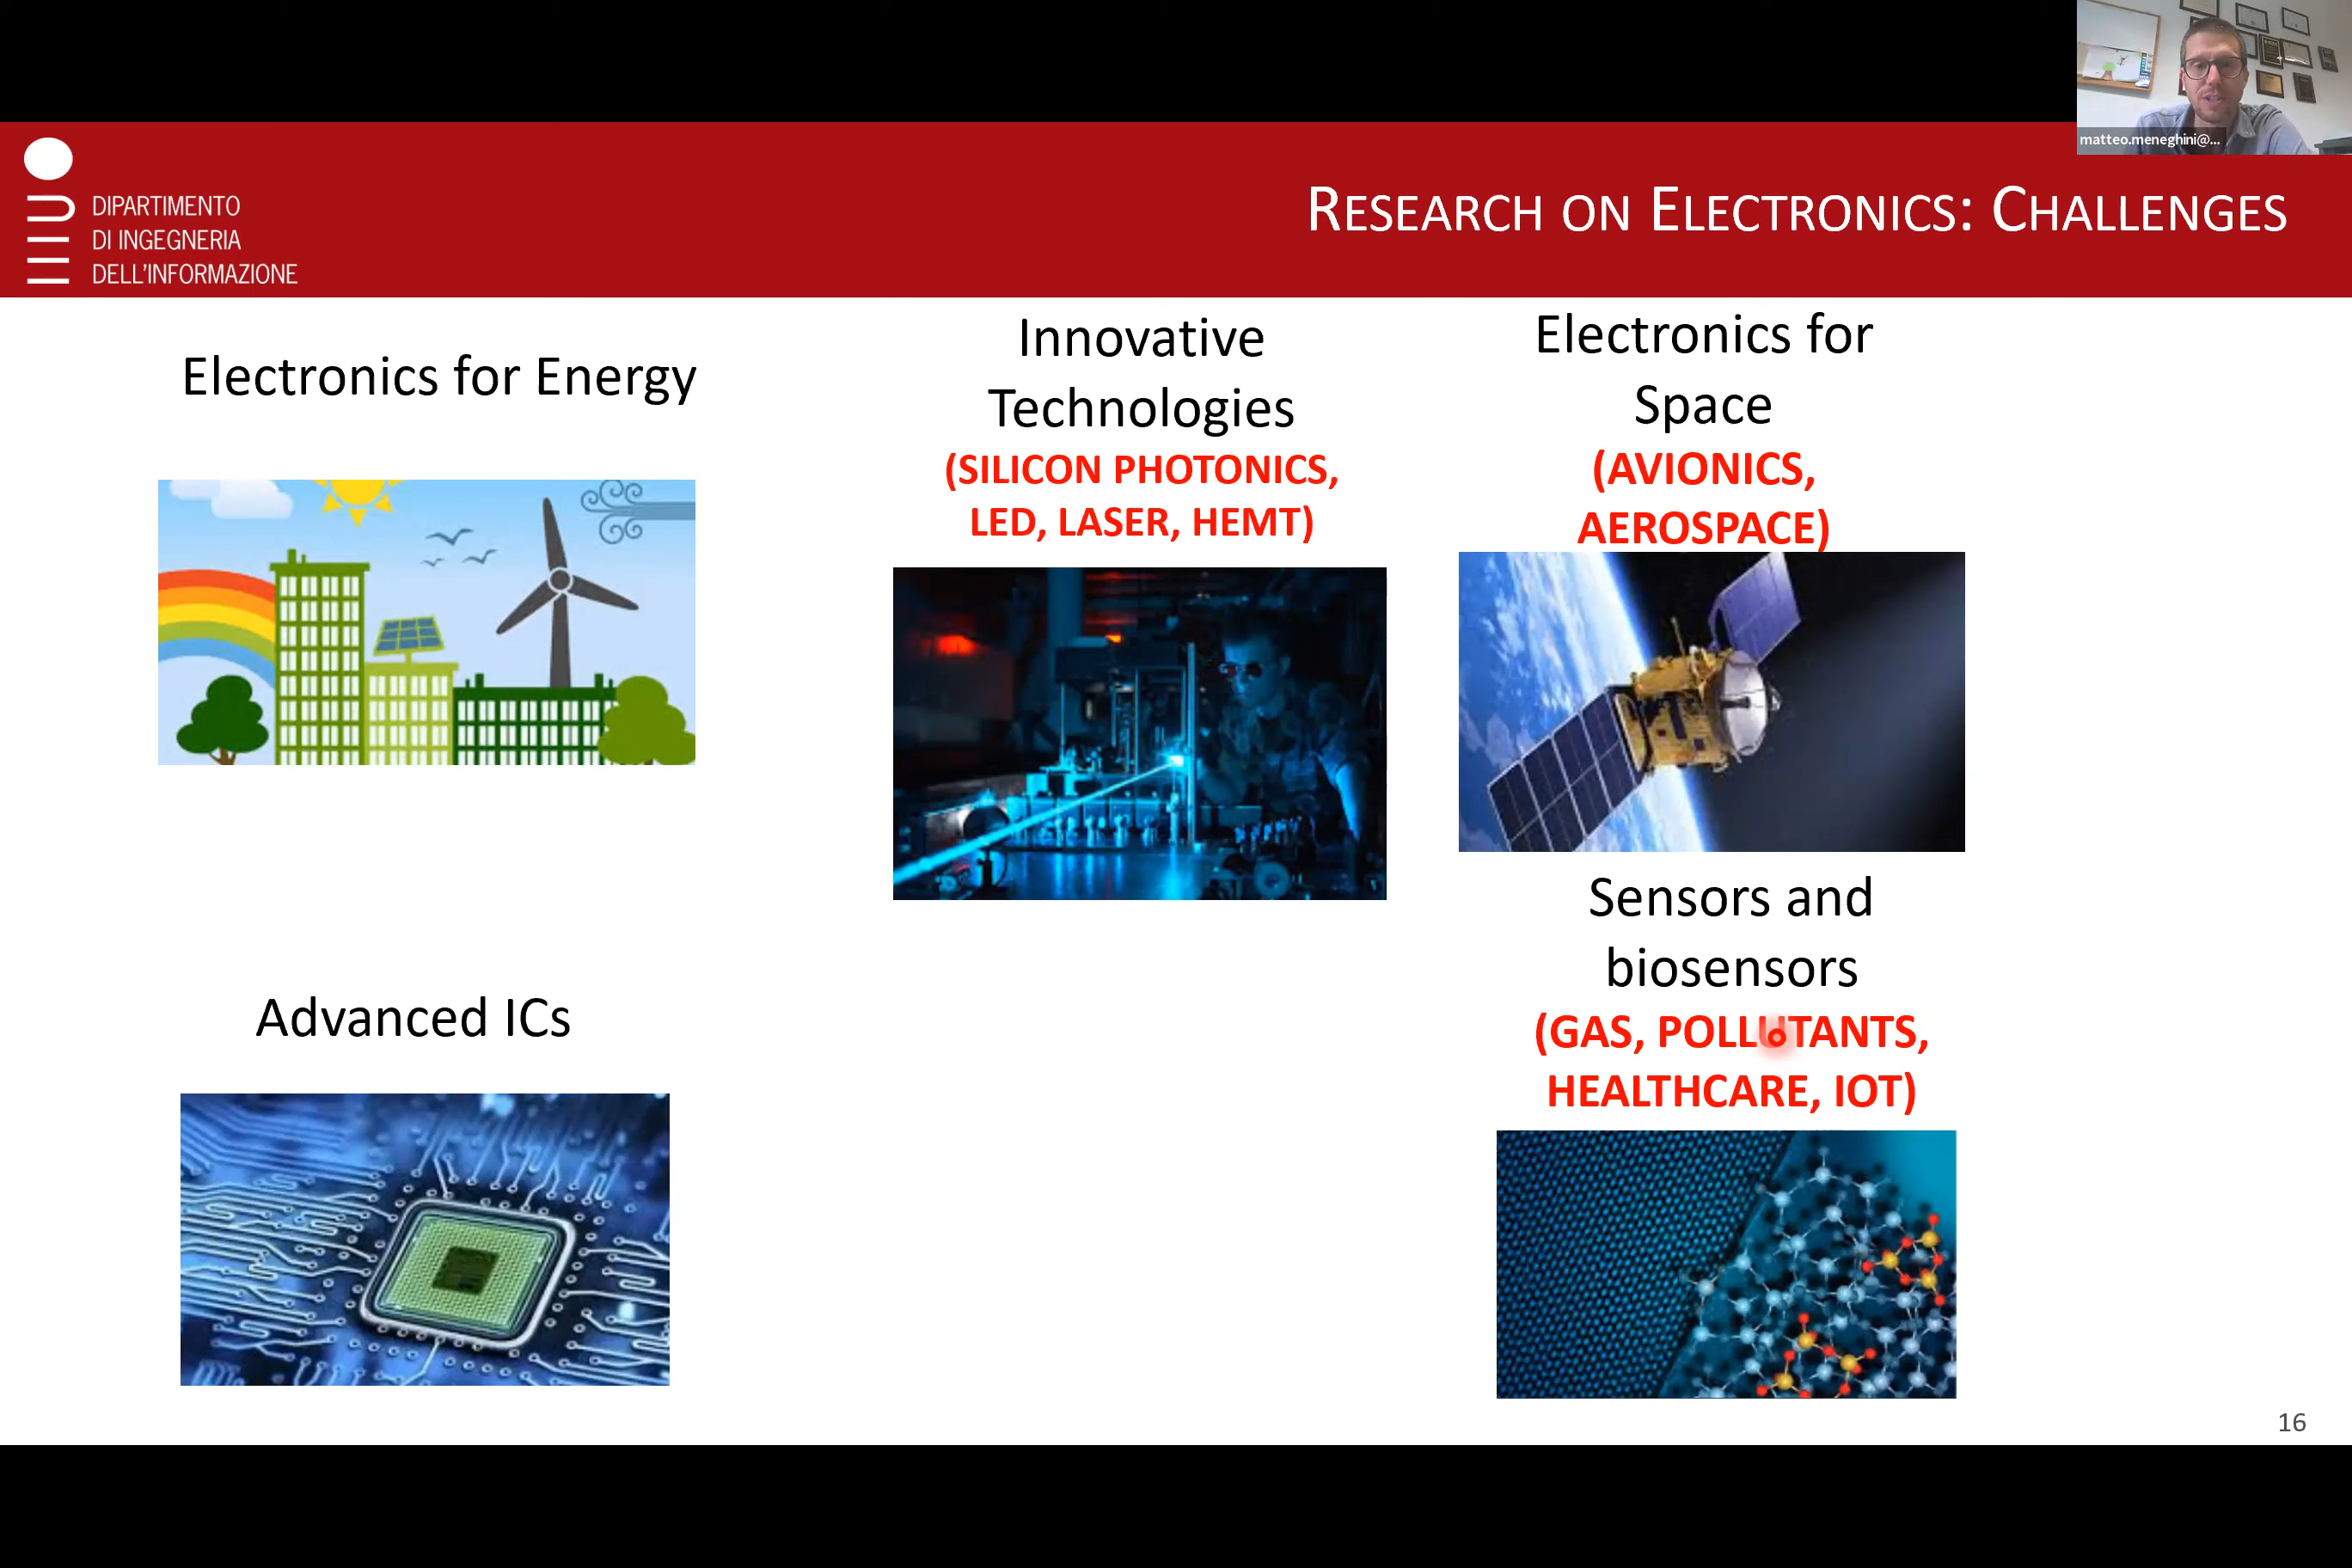 matteo.meneghini@...
DIPARTIMENTO
DI INGEGNERIA
DELL'INFORMAZIONE
RESEARCH ON ELECTRONICS: CHALLENGES
Electronics for Energy
Innovative
Technologies
(SILICON PHOTONICS,
LED, LASER, HEMT)
Electronics for
Space
(AVIONICS,
AEROSPACE)
Advanced ICs
Sensors and
biosensors
(GAS, POLLUTANTS,
HEALTHCARE, IOT)
16